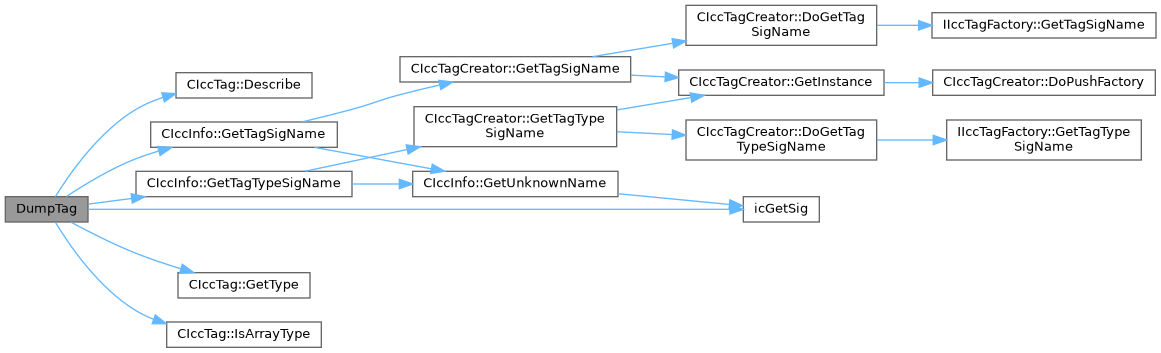 DumpTag
CIccTag::Describe
CIccInfo::GetTagSigName
CIccInfo::GetTagTypeSigName
CIccTag::GetType
CIccTag::IsArrayType
CIccTagCreator::GetTagSigName
CIccTagCreator::GetTagType
SigName
CIccInfo::GetUnknownName
CIccTagCreator::DoGetTag
SigName
CIccTagCreator::GetInstance
CIccTagCreator::DoGetTag
TypeSigName
icGetSig
IIccTagFactory::GetTagSigName
CIccTagCreator::DoPushFactory
IIccTagFactory::GetTagType
SigName